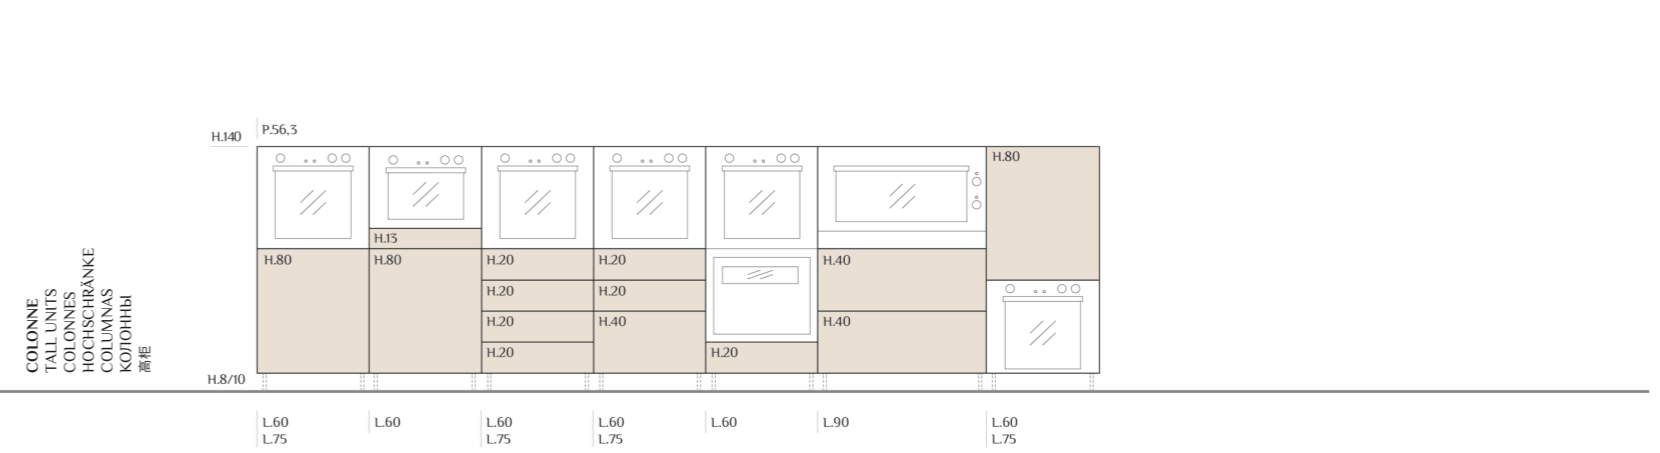 COLONNE
TALL UNITS
COLONNES
HOCHSCHRÄNKE
COLUMNAS
КОЛОННЫ
高柜
H.140
P.56,3
H.80
H.13
H.80
H.80
H.20
H.20
H.40
H.20
H.20
H.20
H.40
H.40
H.20
H.20
H.8/10
L.60
L.75
L.60
L.60
L.75
L.60
L.75
L.60
L.90
L.60
L.75